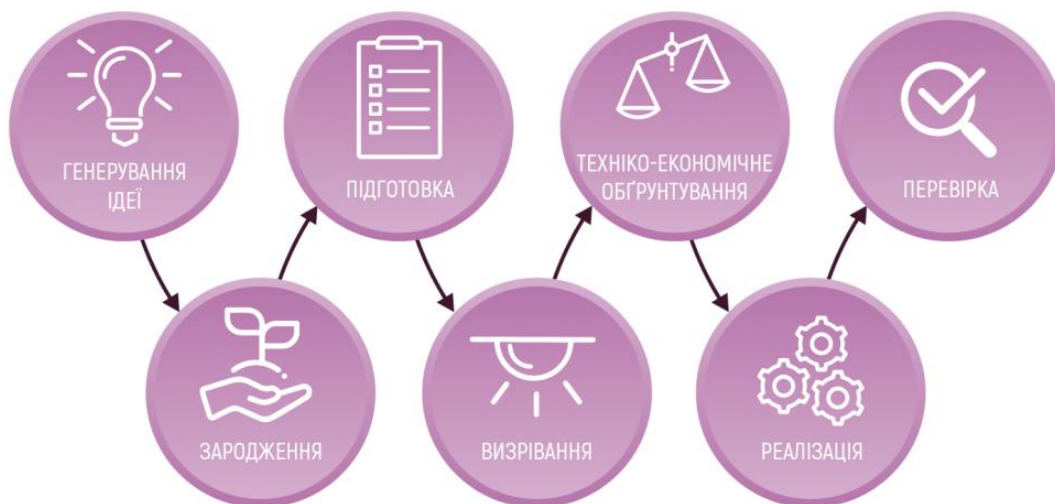 ГЕНЕРУВАННЯ
ІДЕЇ
ЗАРОДЖЕННЯ
ПІДГОТОВКА
ВИЗРІВАННЯ
ТЕХНІКО-ЕКОНОМІЧНЕ
ОБҐРУНТУВАННЯ
РЕАЛІЗАЦІЯ
ПЕРЕВІРКА